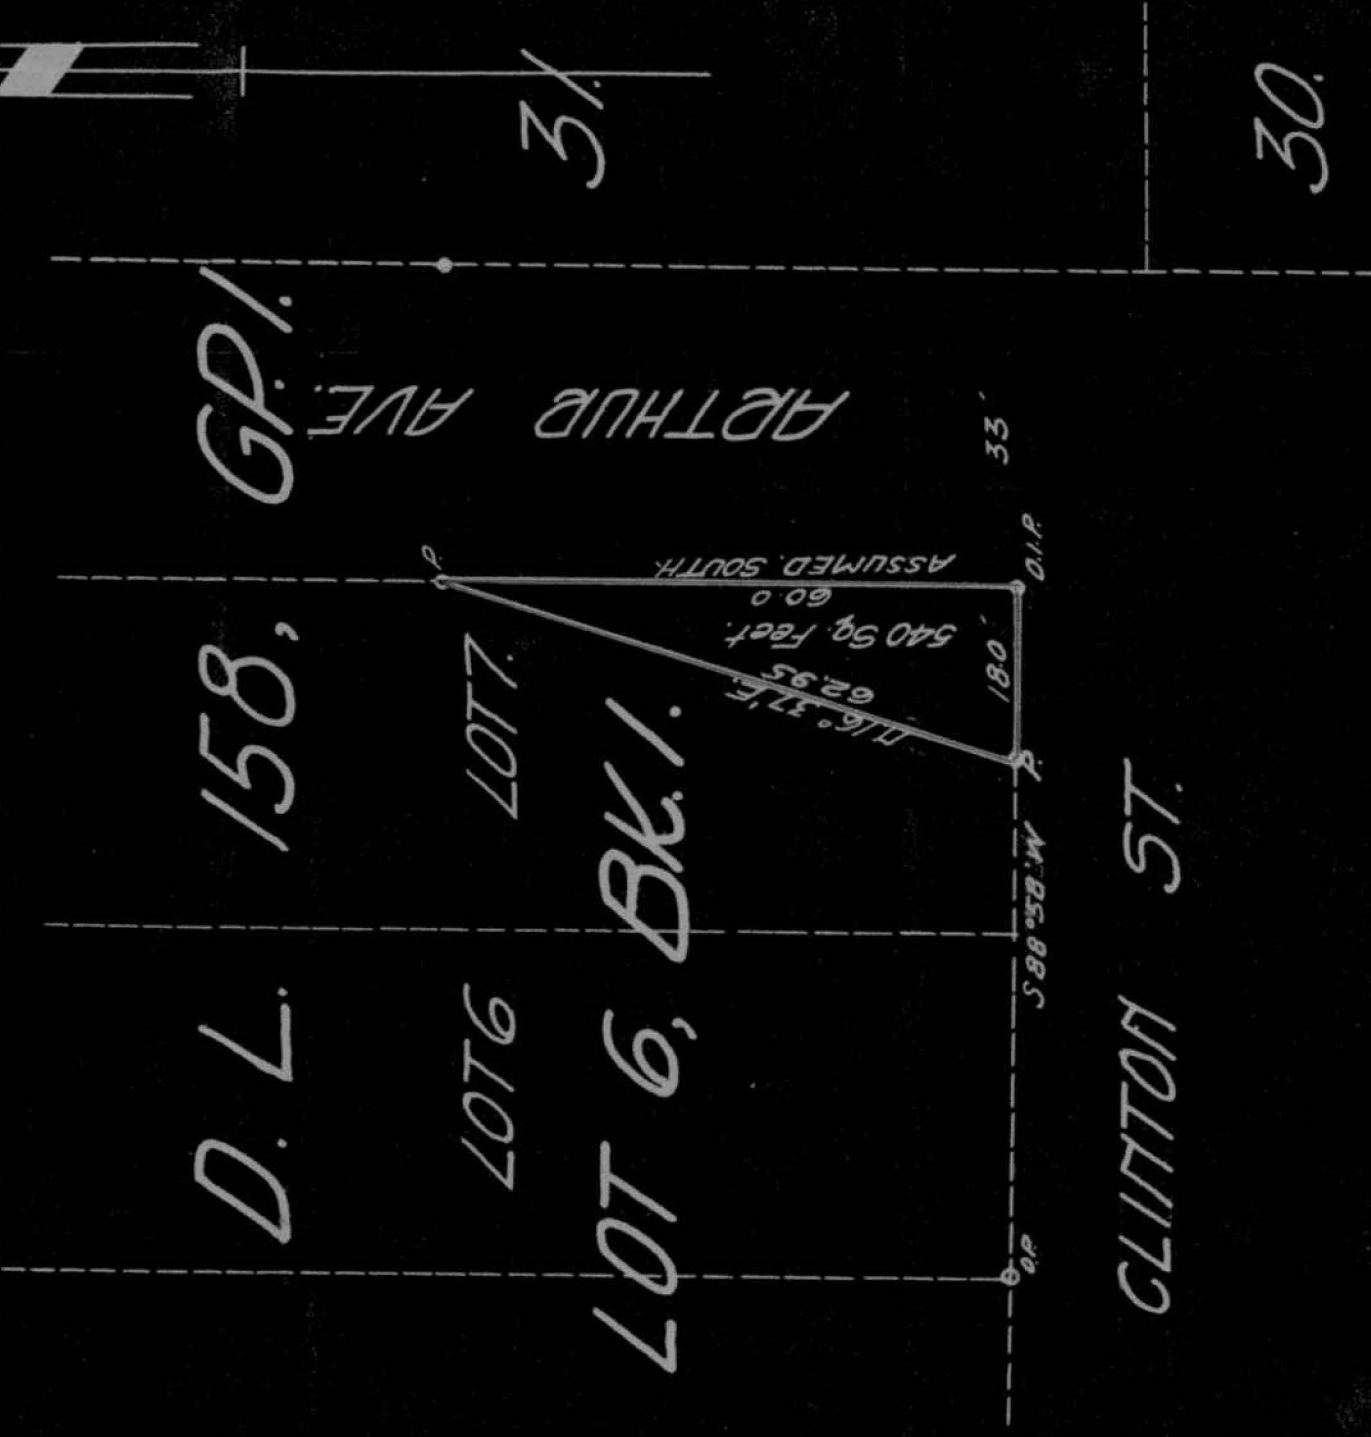 D. L. 158, GP. 1.
LOT 6, BK. 1.
LOT 6
LOT 7.
31.
30.
ARTHUR AVE.
ASSUMED SOUTH.
60.0
540 Sq. Feet.
62.95
N16° 37' E.
18.0'
33'
P.
O.I.P.
P.
O.P.
S 88° 58' W
CLINTON ST.